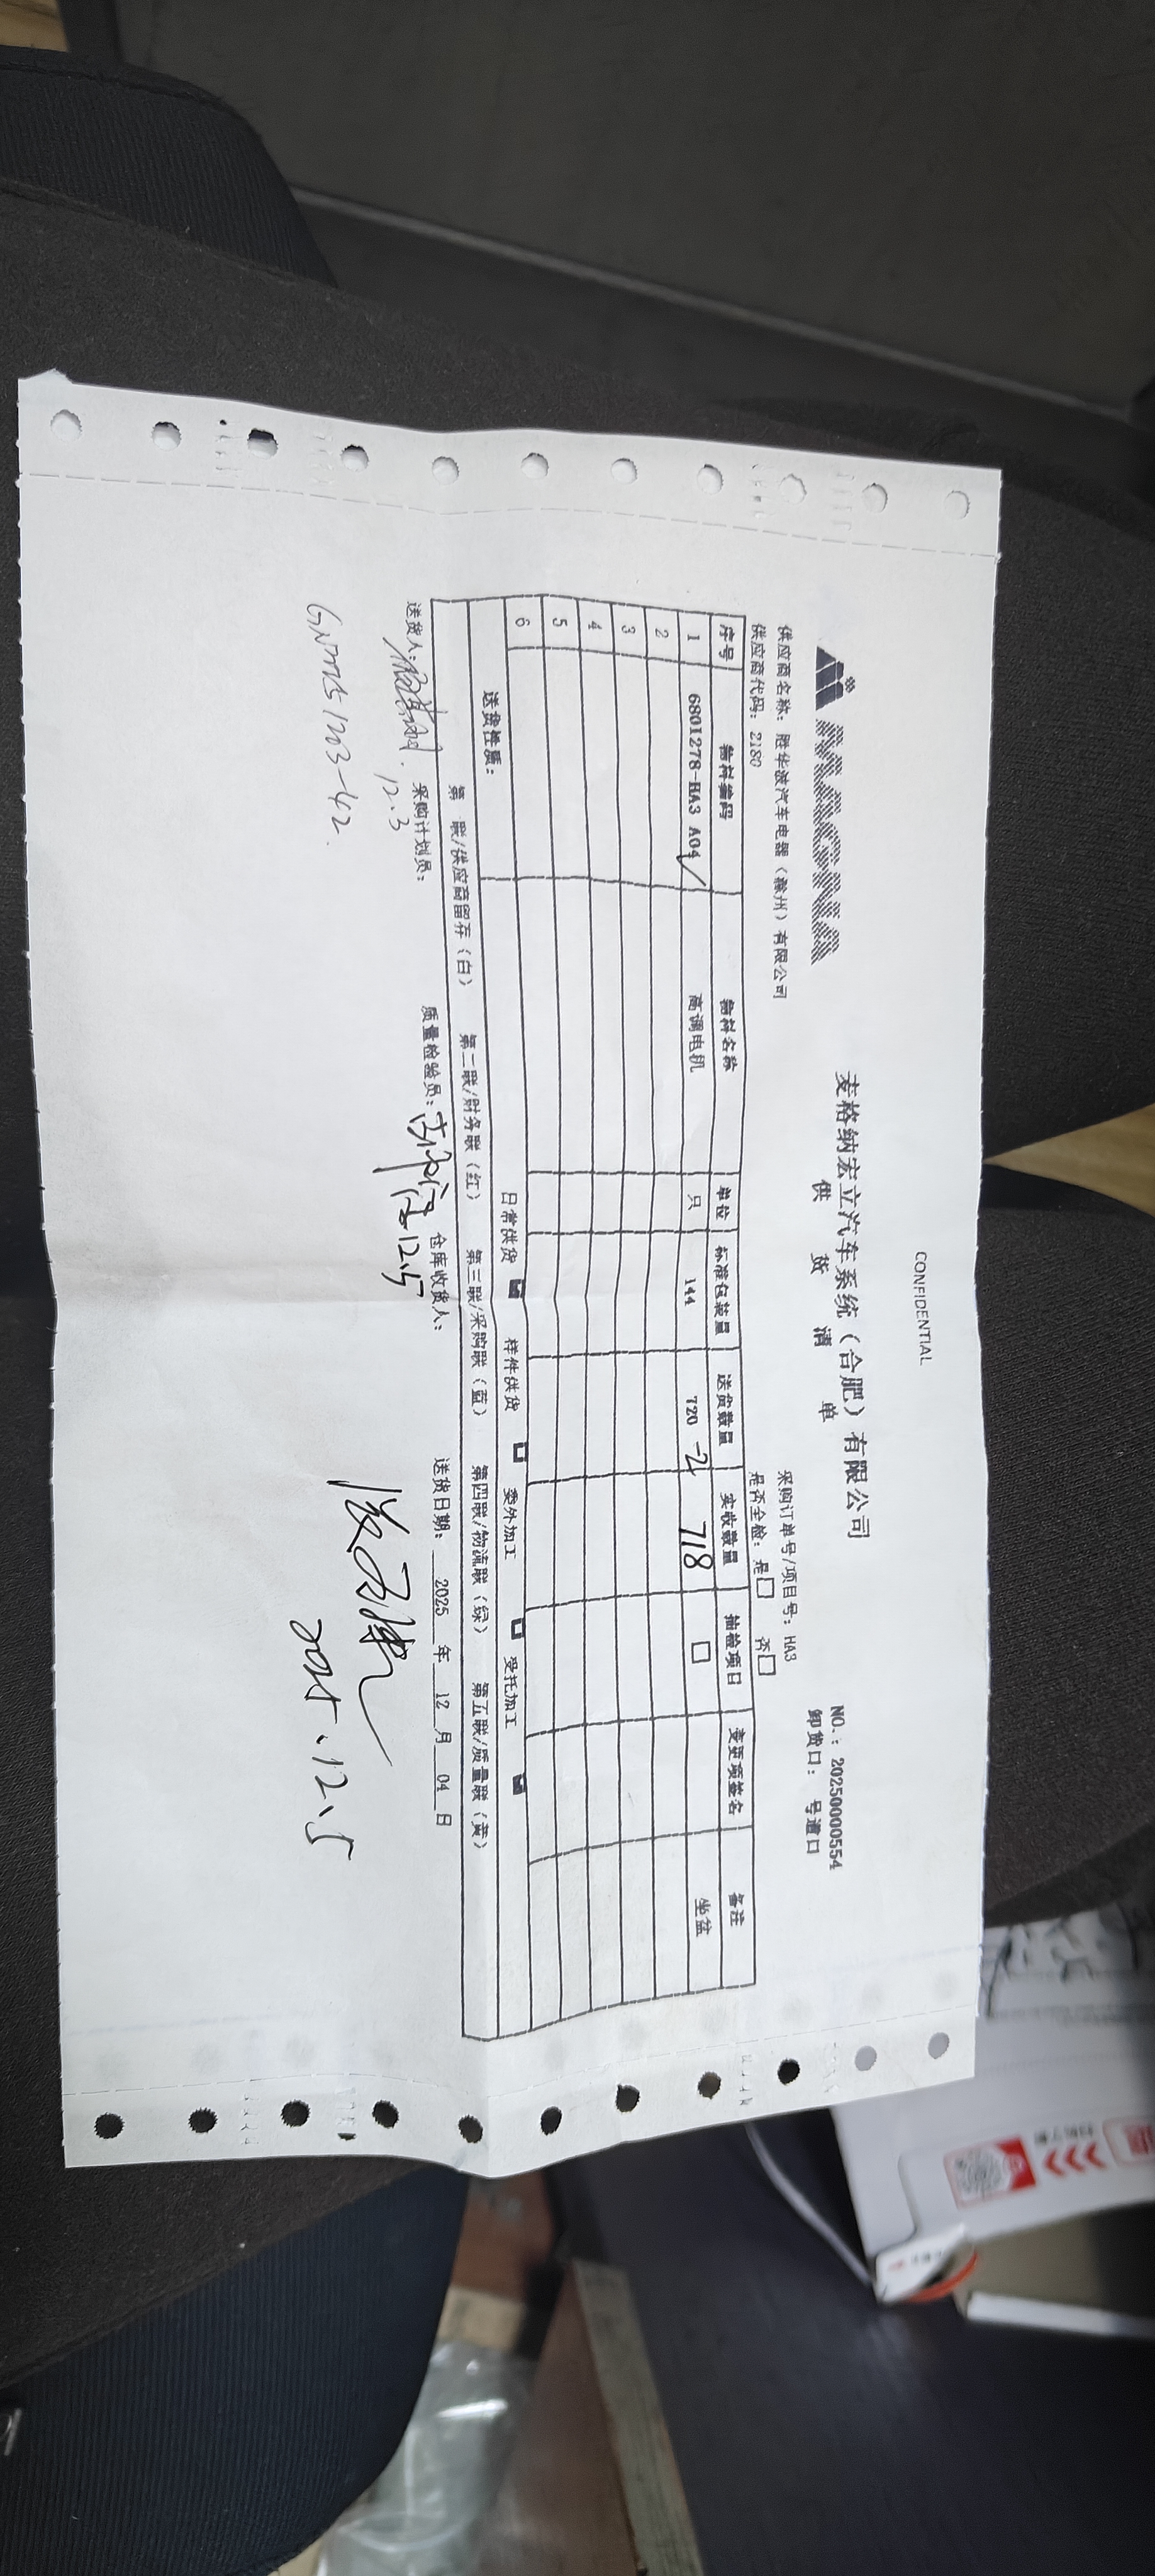 CONFIDENTIAL
MAGNA
麦格纳宏立汽车系统（合肥）有限公司
供 货 清 单
NO.: 20250000554
卸货口： 号道口
供应商名称：胜华波汽车电器（滁州）有限公司
采购订单号/项目号：HA3
供应商代码：2180
是否全检：是□ 否□
序号 物料编码 物料名称 单位 标准包装量 送货数量 实收数量 抽检项目 变更项签名 备注
1 6801278-HA3 A04 ✓ 高调电机 只 144 720 -2 718 □ 坐盆
2
3
4
5
6
送货性质： 日常供货 样件供货 □ 委外加工 □ 受托加工
第 联/供应商留存（白） 第二联/财务联（红） 第三联/采购联（蓝） 第四联/物流联（绿） 第五联/质量联（黄）
送货人： 12.3 采购计划员： 质量检验员： 12.5 仓库收货人： 送货日期： 2025 年 12 月 04 日
2025.12.5